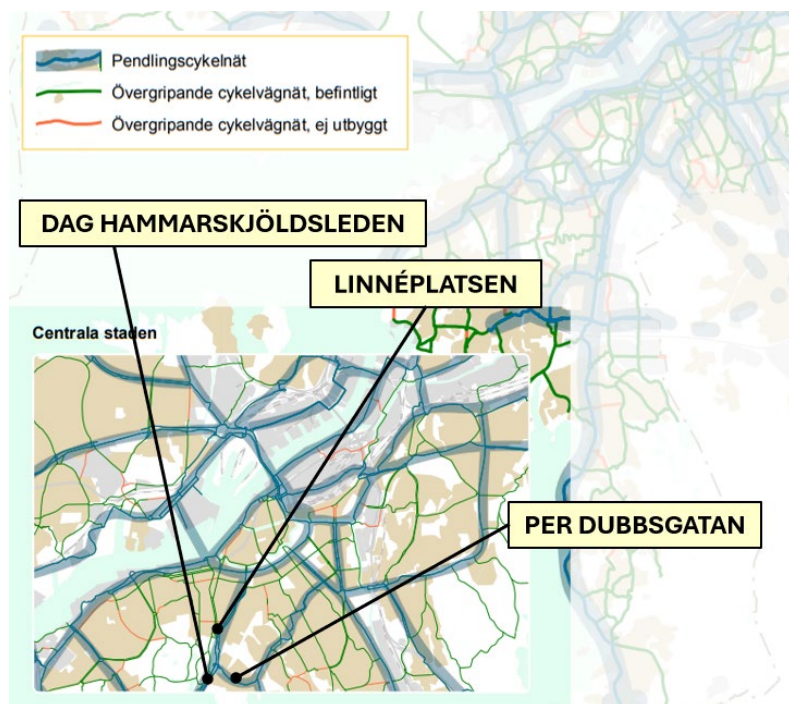 Pendlingscykelnät
Övergripande cykelvägnät, befintligt
Övergripande cykelvägnät, ej utbyggt
DAG HAMMARSKJÖLDSLEDEN
LINNÉPLATSEN
Centrala staden
PER DUBBSGATAN